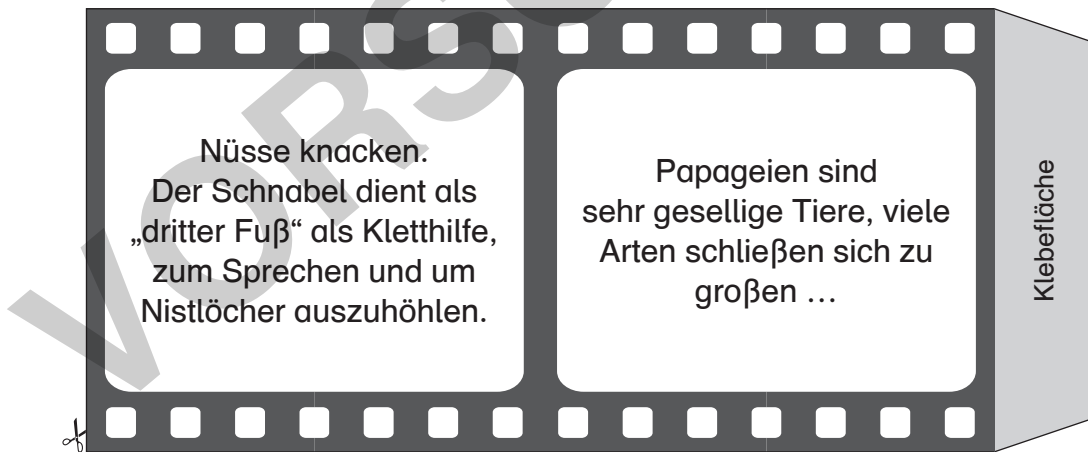 Nüsse knacken.
Der Schnabel dient als
„dritter Fuß“ als Kletthilfe,
zum Sprechen und um
Nistlöcher auszuhöhlen.
Papageien sind
sehr gesellige Tiere, viele
Arten schließen sich zu
großen …
Klebefläche
VORS